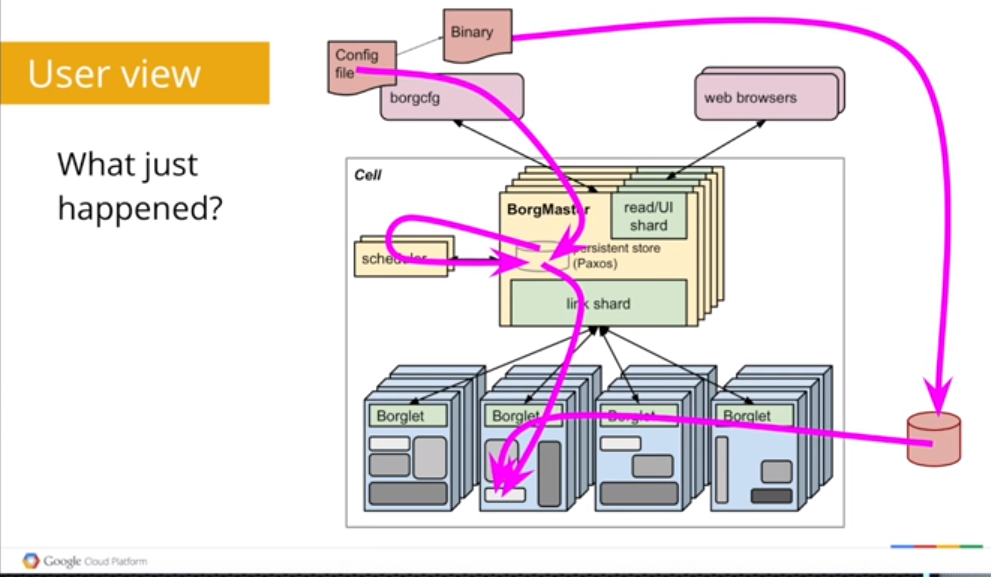 User view
What just
happened?
Config
file
Binary
borgcfg
web browsers
Cell
BorgMaster
read/UI
shard
scheduler
persistent store
(Paxos)
link shard
Borglet
Borglet
Borglet
Borglet
Google Cloud Platform